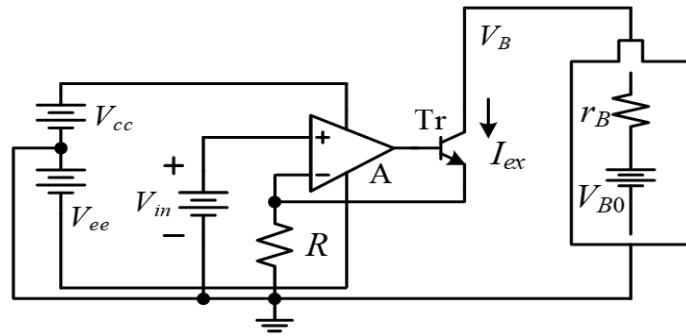 V_B
V_cc
Tr
r_B
+
+
I_ex
A
V_in
−
V_B0
V_ee
−
R